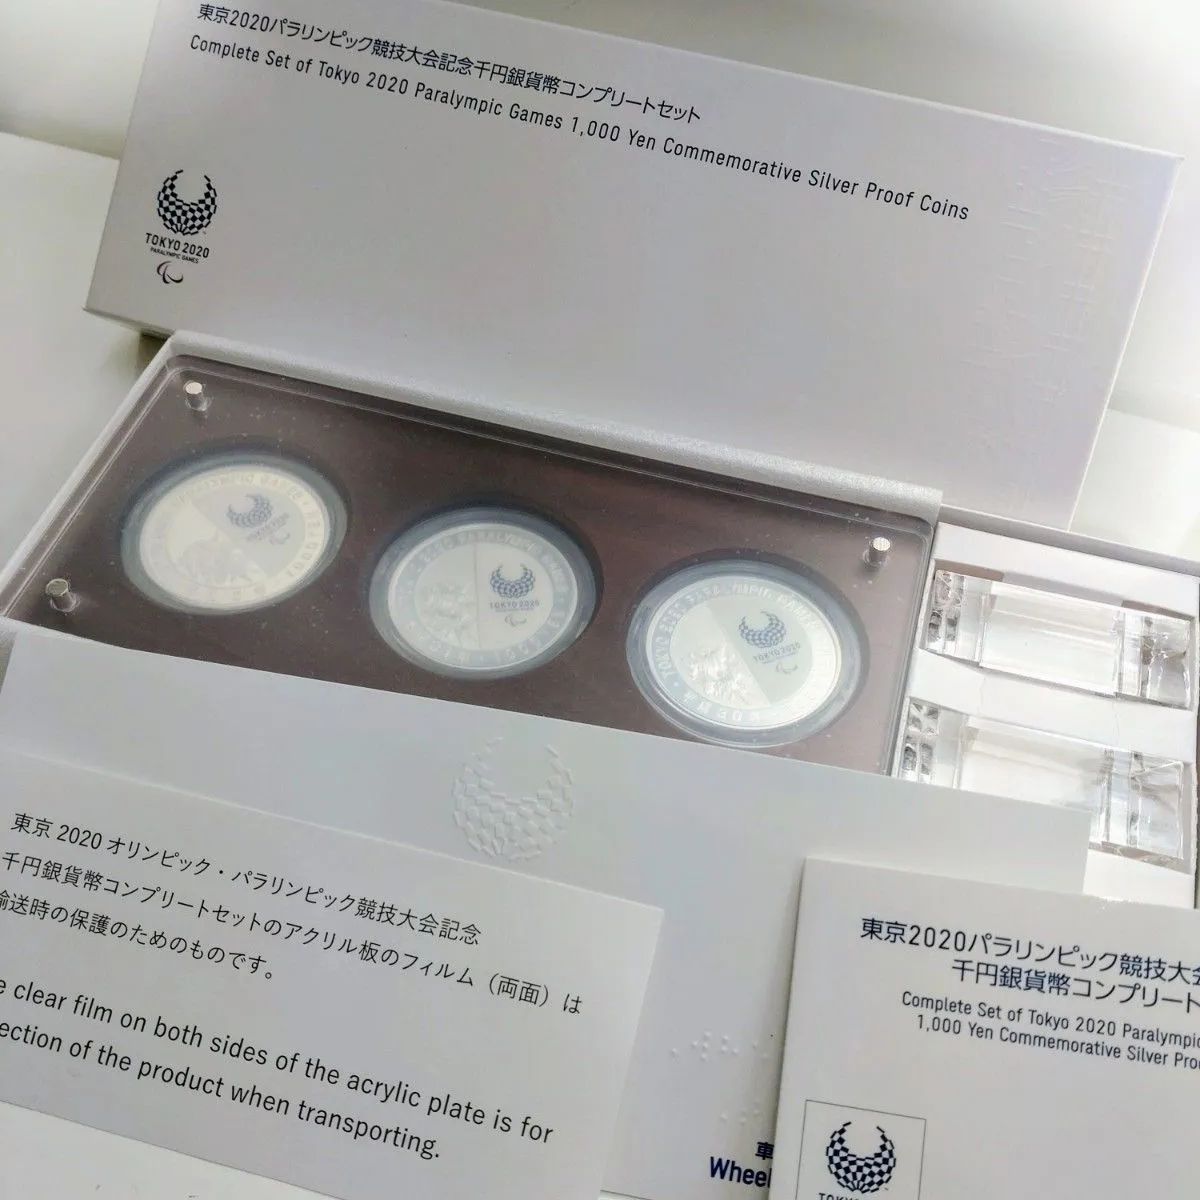 東京2020パラリンピック競技大会記念千円銀貨幣コンプリートセット
Complete Set of Tokyo 2020 Paralympic Games 1,000 Yen Commemorative Silver Proof Coins
TOKYO 2020
PARALYMPIC GAMES
TOKYO 2020
TOKYO 2020
東京 2020 オリンピック・パラリンピック競技大会記念
千円銀貨幣コンプリートセットのアクリル板のフィルム（両面）は
輸送時の保護のためのものです。
e clear film on both sides of the acrylic plate is for
ection of the product when transporting.
車
Wheel
東京2020パラリンピック競技大会
千円銀貨幣コンプリート
Complete Set of Tokyo 2020 Paralympic
1,000 Yen Commemorative Silver Pro
TOKYO 2020